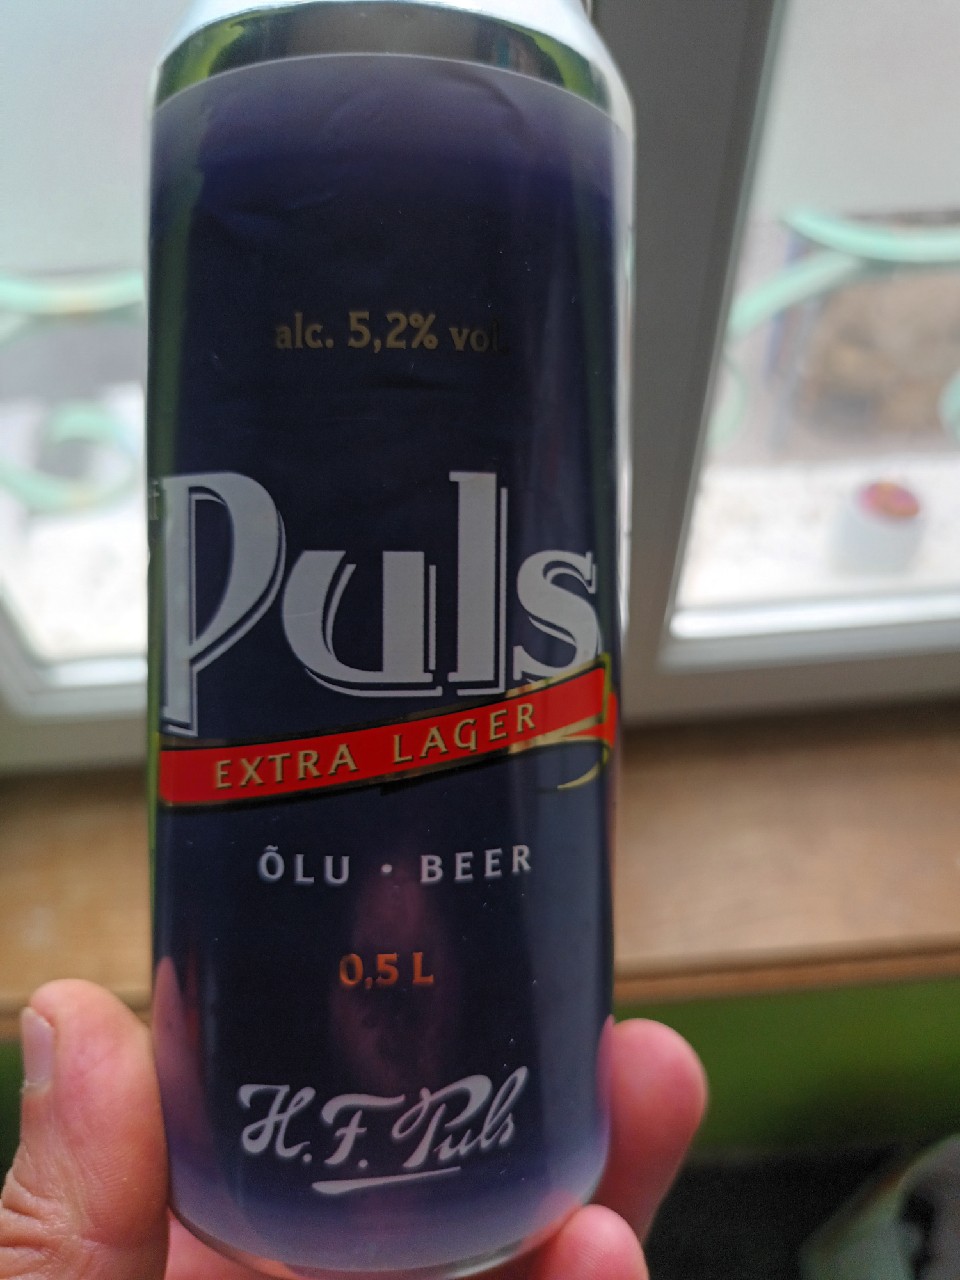 alc. 5,2% vol
Puls
EXTRA LAGER
ÕLU • BEER
0,5 L
H. F. Puls